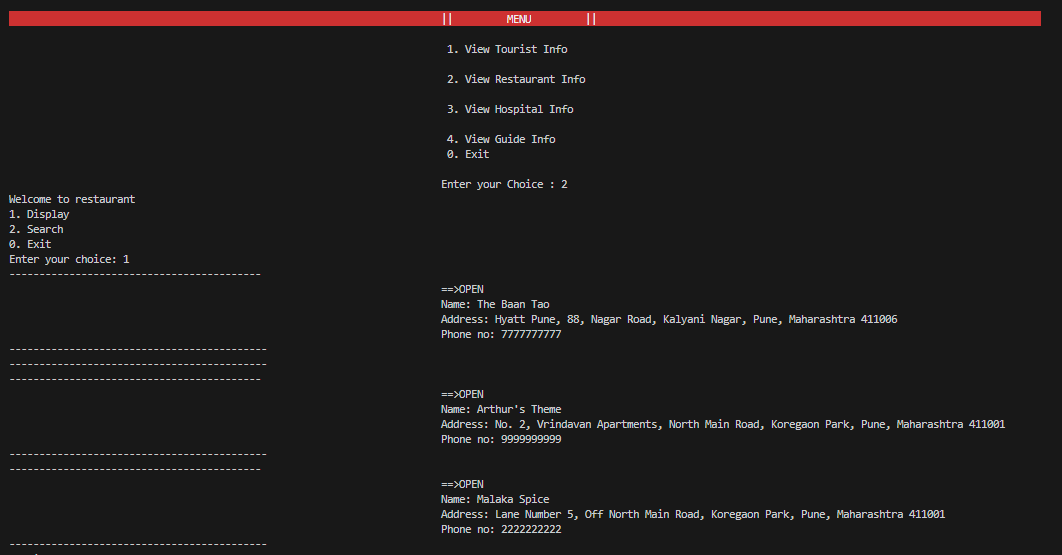 ||         MENU         ||
1. View Tourist Info
2. View Restaurant Info
3. View Hospital Info
4. View Guide Info
0. Exit
Enter your Choice : 2
Welcome to restaurant
1. Display
2. Search
0. Exit
Enter your choice: 1
------------------------------------------
==>OPEN
Name: The Baan Tao
Address: Hyatt Pune, 88, Nagar Road, Kalyani Nagar, Pune, Maharashtra 411006
Phone no: 7777777777
-------------------------------------------
-------------------------------------------
------------------------------------------
==>OPEN
Name: Arthur's Theme
Address: No. 2, Vrindavan Apartments, North Main Road, Koregaon Park, Pune, Maharashtra 411001
Phone no: 9999999999
-------------------------------------------
------------------------------------------
==>OPEN
Name: Malaka Spice
Address: Lane Number 5, Off North Main Road, Koregaon Park, Pune, Maharashtra 411001
Phone no: 2222222222
-------------------------------------------